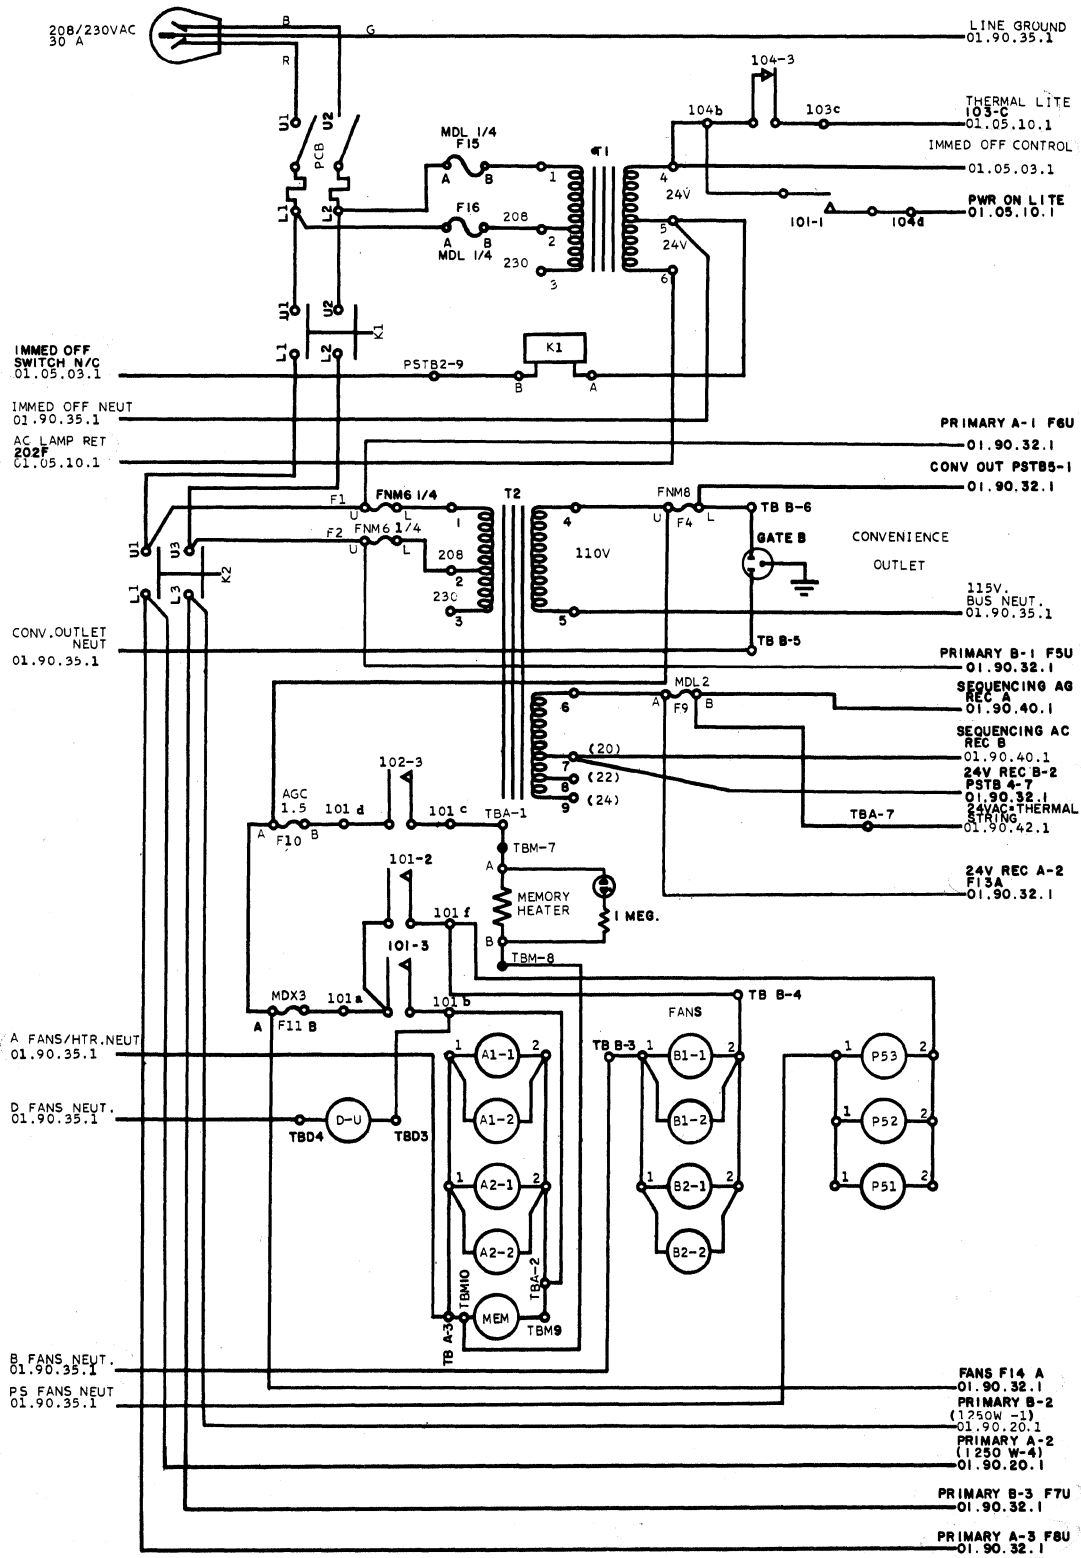 208/230VAC
30 A
B
G
R
LINE GROUND
01.90.35.1
104-3
THERMAL LITE
103-C
01.05.10.1
104b
103c
IMMED OFF CONTROL
01.05.03.1
U1
U2
PCB
MDL 1/4
F15
A
B
T1
1
4
24V
PWR ON LITE
01.05.10.1
101-1
104d
L1
L2
F16
208
A
B
MDL 1/4
2
5
24V
230
3
6
U1
U2
K1
L1
L2
IMMED OFF
SWITCH N/C
01.05.03.1
PSTB2-9
K1
B
A
IMMED OFF NEUT
01.90.35.1
PRIMARY A-1 F6U
01.90.32.1
AC LAMP RET
202F
01.05.10.1
CONV OUT PSTB5-1
01.90.32.1
F1
FNM6 1/4
U
L
1
T2
4
FNM8
U
F4
L
TB B-6
F2
FNM6 1/4
U
L
208
2
230
3
110V
5
GATE B
CONVENIENCE
OUTLET
U1
U3
K2
L1
L3
115V.
BUS NEUT.
01.90.35.1
CONV.OUTLET
NEUT
01.90.35.1
TB B-5
PRIMARY B-1 F5U
01.90.32.1
6
MDL2
A
F9
B
SEQUENCING AG
REC A
01.90.40.1
SEQUENCING AC
REC B
01.90.40.1
7
(20)
8
(22)
9
(24)
24V REC B-2
PSTB 4-7
01.90.32.1
24VAC=THERMAL
STRING
01.90.42.1
TBA-7
102-3
AGC
1.5
A
F10
B
101 d
101 c
TBA-1
TBM-7
101-2
A
MEMORY
HEATER
1 MEG.
24V REC A-2
F13A
01.90.32.1
101 f
101-3
B
TBM-8
MDX3
A
F11 B
101 a
101 b
TB B-4
FANS
A FANS/HTR.NEUT
01.90.35.1
1
A1-1
2
TB B-3
1
B1-1
2
1
P53
2
D FANS NEUT.
01.90.35.1
TBD4
D-U
TBD3
A1-2
B1-2
1
P52
2
1
A2-1
2
1
B2-1
2
1
P51
2
A2-2
B2-2
TBM10
TBA-2
MEM
TB A-3
TBM9
B FANS NEUT.
01.90.35.1
PS FANS NEUT
01.90.35.1
FANS F14 A
01.90.32.1
PRIMARY B-2
(1250W -1)
01.90.20.1
PRIMARY A-2
(1250 W-4)
01.90.20.1
PRIMARY B-3 F7U
01.90.32.1
PRIMARY A-3 F8U
01.90.32.1